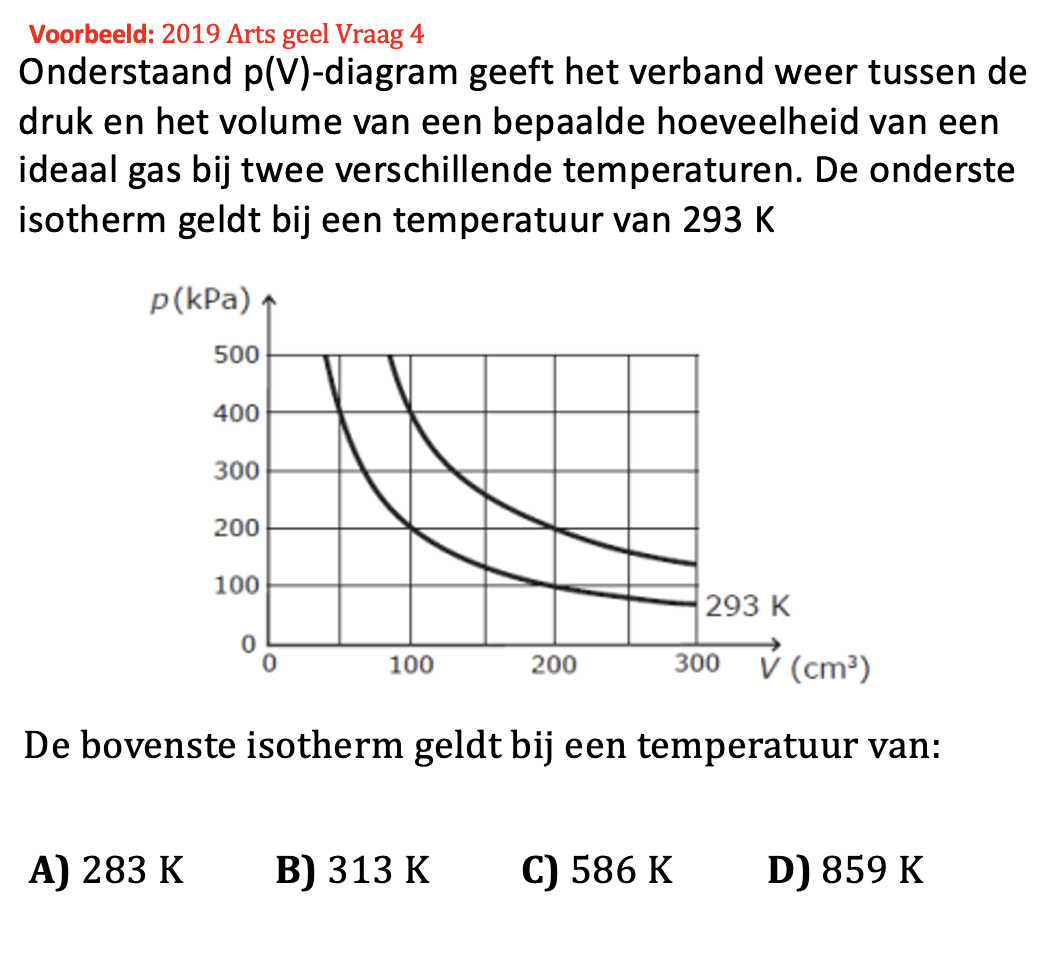 Voorbeeld: 2019 Arts geel Vraag 4
Onderstaand p(V)-diagram geeft het verband weer tussen de
druk en het volume van een bepaalde hoeveelheid van een
ideaal gas bij twee verschillende temperaturen. De onderste
isotherm geldt bij een temperatuur van 293 K
p (kPa)
500
400
300
200
100
293 K
0
0 100 200 300 V (cm³)
De bovenste isotherm geldt bij een temperatuur van:
A) 283 K B) 313 K C) 586 K D) 859 K